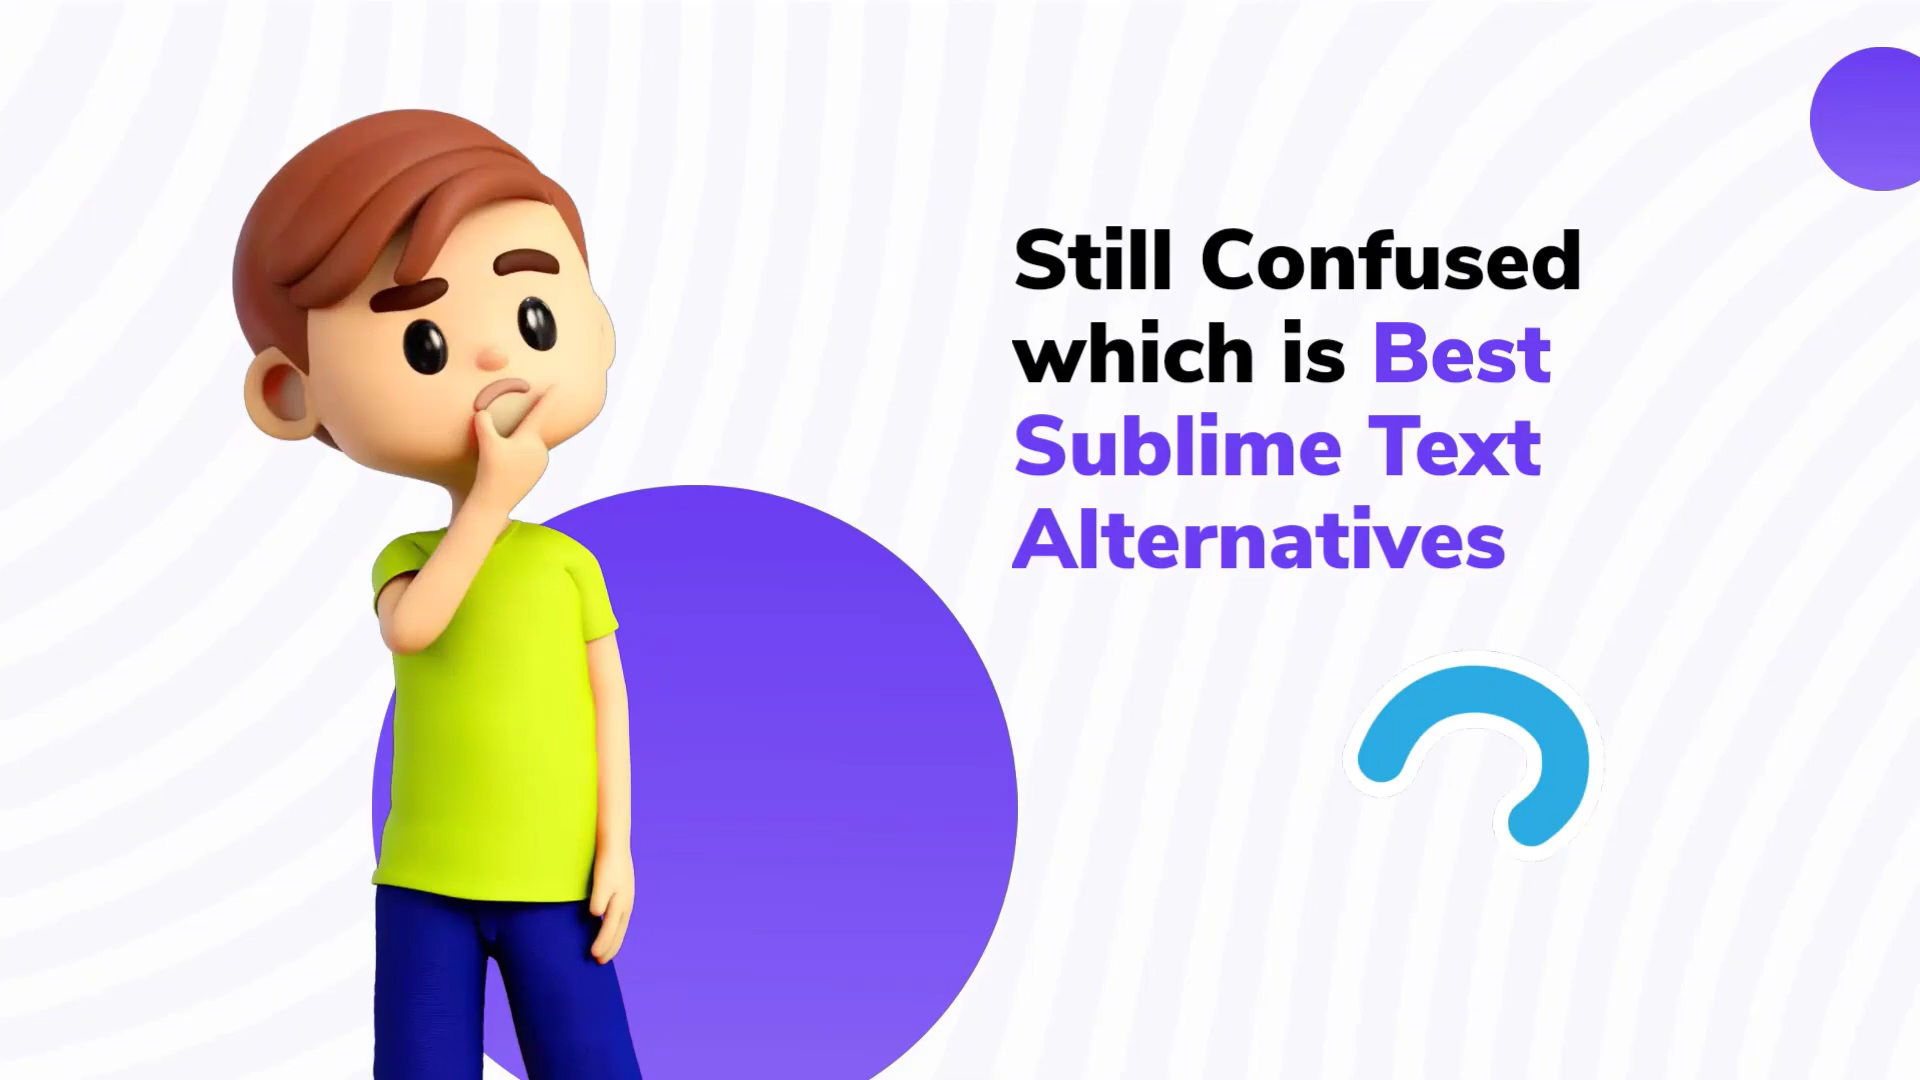 Still Confused
which is Best
Sublime Text
Alternatives